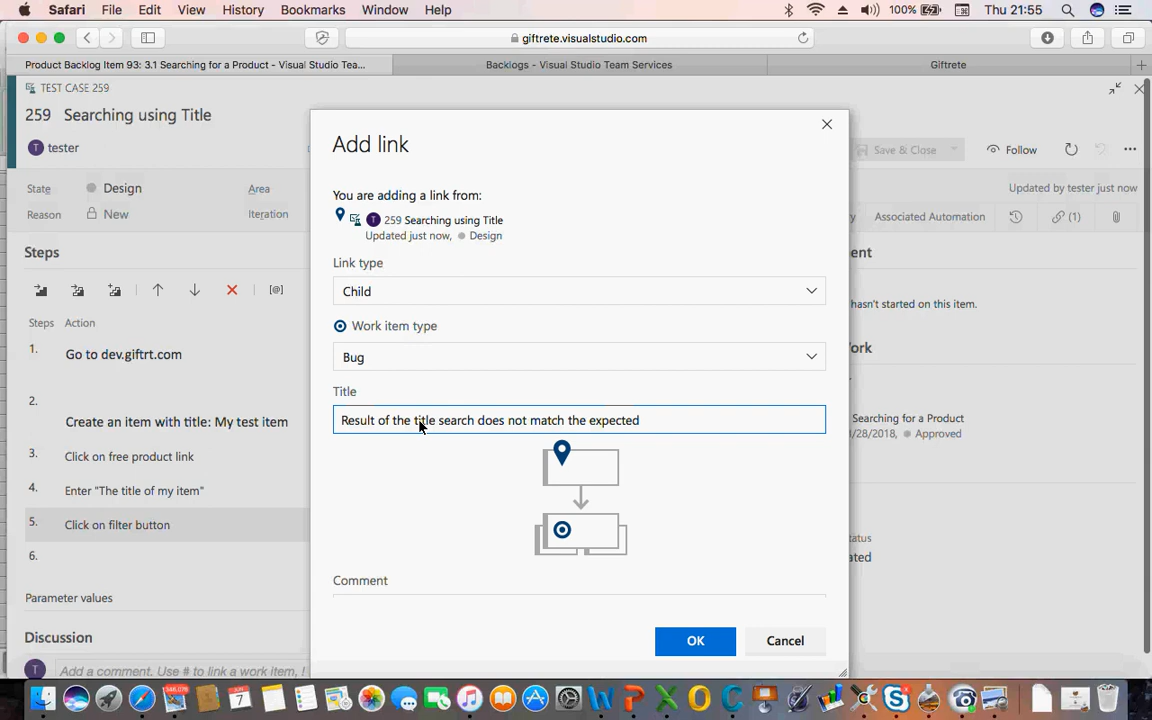 Safari File Edit View History Bookmarks Window Help 100% Thu 21:55
giftrete.visualstudio.com
Product Backlog Item 93: 3.1 Searching for a Product - Visual Studio Tea... Backlogs - Visual Studio Team Services Giftrete
TEST CASE 259
259 Searching using Title
T tester
Save & Close Follow
State Design Area
Reason New Iteration
Updated by tester just now
Associated Automation (1)
Steps
[@]
Steps Action
1. Go to dev.giftrt.com
2. Create an item with title: My test item
3. Click on free product link
4. Enter "The title of my item"
5. Click on filter button
6.
Parameter values
Discussion
T Add a comment. Use # to link a work item, !
Add link
You are adding a link from:
T 259 Searching using Title
Updated just now, Design
Link type
Child
Work item type
Bug
Title
Result of the title search does not match the expected
Comment
OK Cancel
ent
hasn't started on this item.
ork
Searching for a Product
/28/2018, Approved
tatus
ated